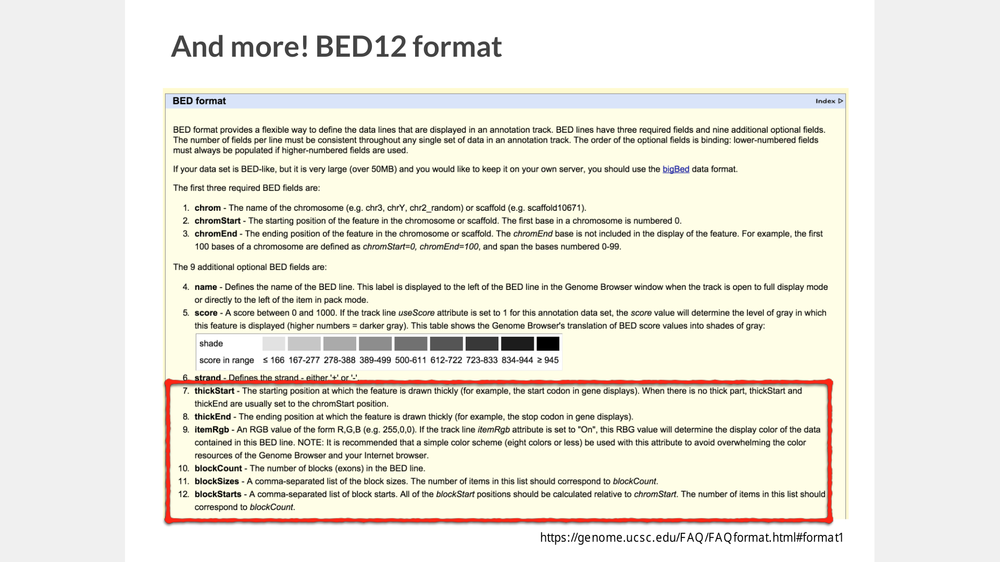 And more! BED12 format
BED format
Index
BED format provides a flexible way to define the data lines that are displayed in an annotation track. BED lines have three required fields and nine additional optional fields.
The number of fields per line must be consistent throughout any single set of data in an annotation track. The order of the optional fields is binding: lower-numbered fields
must always be populated if higher-numbered fields are used.
If your data set is BED-like, but it is very large (over 50MB) and you would like to keep it on your own server, you should use the bigBed data format.
The first three required BED fields are:
1. chrom - The name of the chromosome (e.g. chr3, chrY, chr2_random) or scaffold (e.g. scaffold10671).
2. chromStart - The starting position of the feature in the chromosome or scaffold. The first base in a chromosome is numbered 0.
3. chromEnd - The ending position of the feature in the chromosome or scaffold. The chromEnd base is not included in the display of the feature. For example, the first
100 bases of a chromosome are defined as chromStart=0, chromEnd=100, and span the bases numbered 0-99.
The 9 additional optional BED fields are:
4. name - Defines the name of the BED line. This label is displayed to the left of the BED line in the Genome Browser window when the track is open to full display mode
or directly to the left of the item in pack mode.
5. score - A score between 0 and 1000. If the track line useScore attribute is set to 1 for this annotation data set, the score value will determine the level of gray in which
this feature is displayed (higher numbers = darker gray). This table shows the Genome Browser's translation of BED score values into shades of gray:
shade
score in range ≤ 166 167-277 278-388 389-499 500-611 612-722 723-833 834-944 ≥ 945
6. strand - Defines the strand - either '+' or '-'.
7. thickStart - The starting position at which the feature is drawn thickly (for example, the start codon in gene displays). When there is no thick part, thickStart and
thickEnd are usually set to the chromStart position.
8. thickEnd - The ending position at which the feature is drawn thickly (for example, the stop codon in gene displays).
9. itemRgb - An RGB value of the form R,G,B (e.g. 255,0,0). If the track line itemRgb attribute is set to "On", this RBG value will determine the display color of the data
contained in this BED line. NOTE: It is recommended that a simple color scheme (eight colors or less) be used with this attribute to avoid overwhelming the color
resources of the Genome Browser and your Internet browser.
10. blockCount - The number of blocks (exons) in the BED line.
11. blockSizes - A comma-separated list of the block sizes. The number of items in this list should correspond to blockCount.
12. blockStarts - A comma-separated list of block starts. All of the blockStart positions should be calculated relative to chromStart. The number of items in this list should
correspond to blockCount.
https://genome.ucsc.edu/FAQ/FAQformat.html#format1